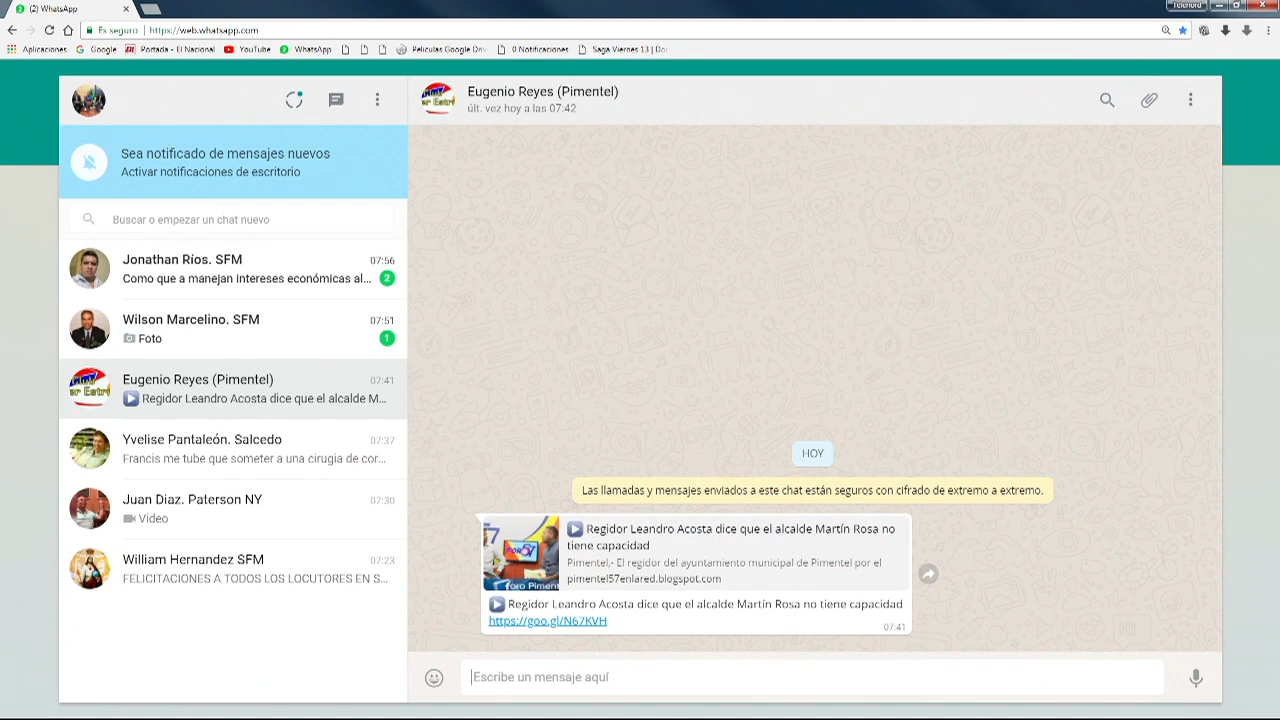 (2) WhatsApp
Telenord
Es seguro | https://web.whatsapp.com
Aplicaciones
Google
Portada - El Nacional
YouTube
WhatsApp
Peliculas Google Driv
0 Notificaciones
Saga Viernes 13 | Do
Sea notificado de mensajes nuevos
Activar notificaciones de escritorio
Buscar o empezar un chat nuevo
Jonathan Ríos. SFM
07:56
Como que a manejan intereses económicas al...
2
Wilson Marcelino. SFM
07:51
Foto
1
Eugenio Reyes (Pimentel)
07:41
Regidor Leandro Acosta dice que el alcalde M...
Yvelise Pantaleón. Salcedo
07:37
Francis me tube que someter a una cirugia de cor...
Juan Diaz. Paterson NY
07:30
Video
William Hernandez SFM
07:23
FELICITACIONES A TODOS LOS LOCUTORES EN S...
Eugenio Reyes (Pimentel)
últ. vez hoy a las 07:42
HOY
Las llamadas y mensajes enviados a este chat están seguros con cifrado de extremo a extremo.
Regidor Leandro Acosta dice que el alcalde Martín Rosa no
tiene capacidad
Pimentel,- El regidor del ayuntamiento municipal de Pimentel por el
pimentel57enlared.blogspot.com
Regidor Leandro Acosta dice que el alcalde Martín Rosa no tiene capacidad
https://goo.gl/N67KVH
07:41
Escribe un mensaje aquí